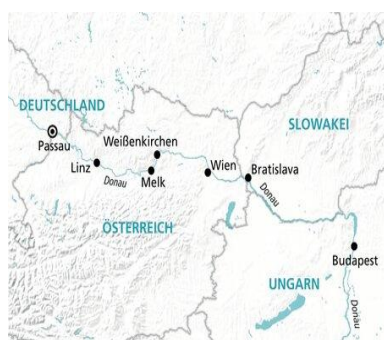 DEUTSCHLAND
SLOWAKEI
Passau
Weißenkirchen
Linz
Donau
Melk
Wien
Bratislava
Donau
ÖSTERREICH
Budapest
UNGARN
Donau